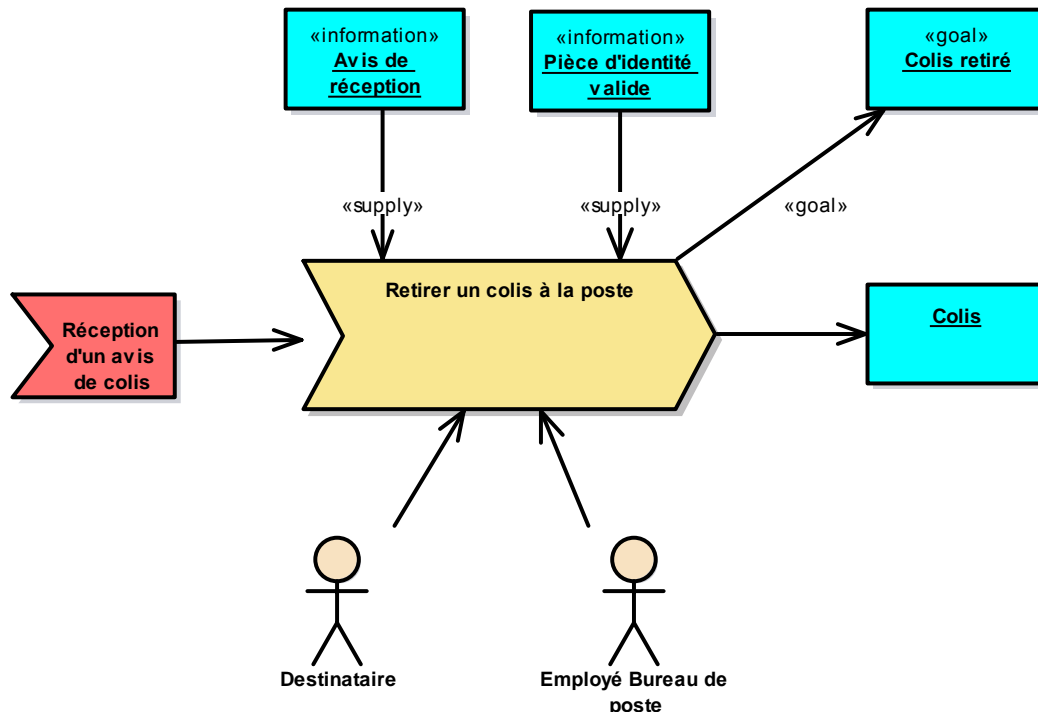 «information»
Avis de
réception
«information»
Pièce d'identité
valide
«goal»
Colis retiré
«supply»
«supply»
«goal»
Retirer un colis à la poste
Réception
d'un avis
de colis
Colis
Destinataire
Employé Bureau de
poste